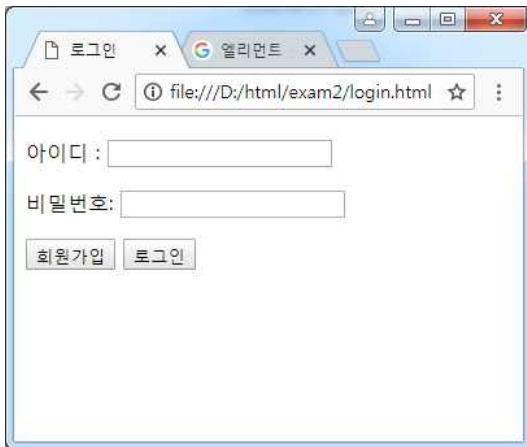 로그인 엘리먼트
file:///D:/html/exam2/login.html
아이디 :
비밀번호:
회원가입 로그인